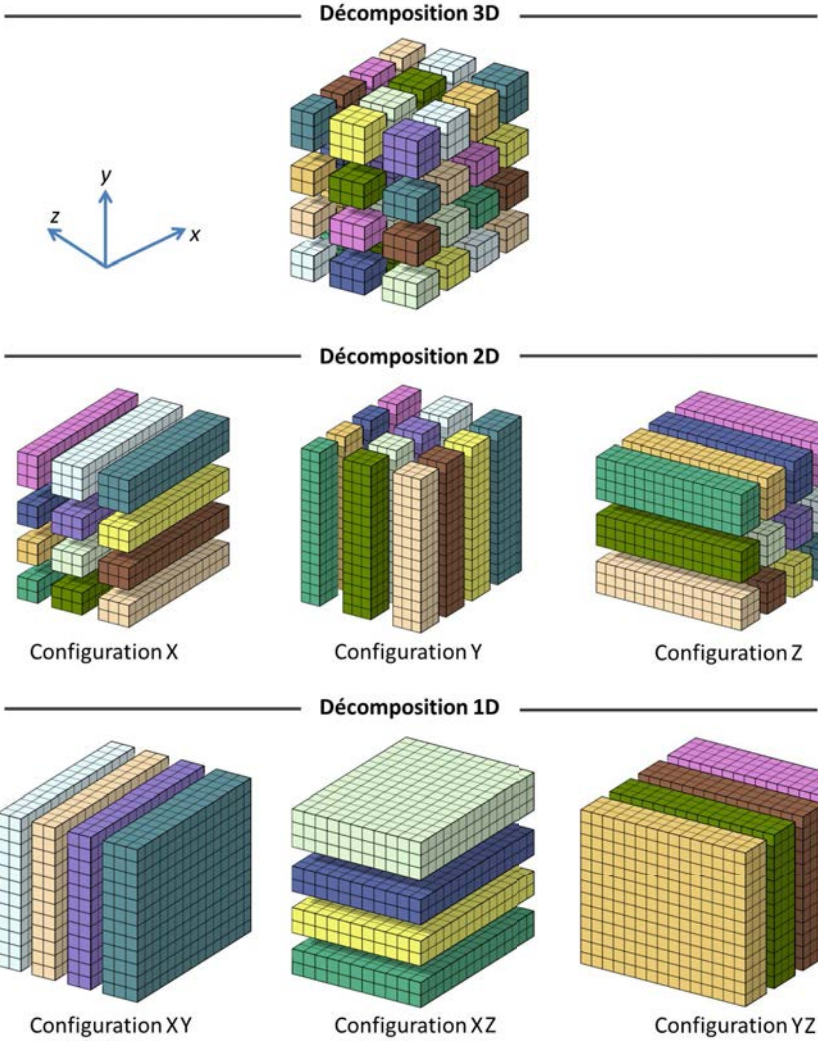 Décomposition 3D
y
z
x
Décomposition 2D
Configuration X
Configuration Y
Configuration Z
Décomposition 1D
Configuration XY
Configuration XZ
Configuration YZ